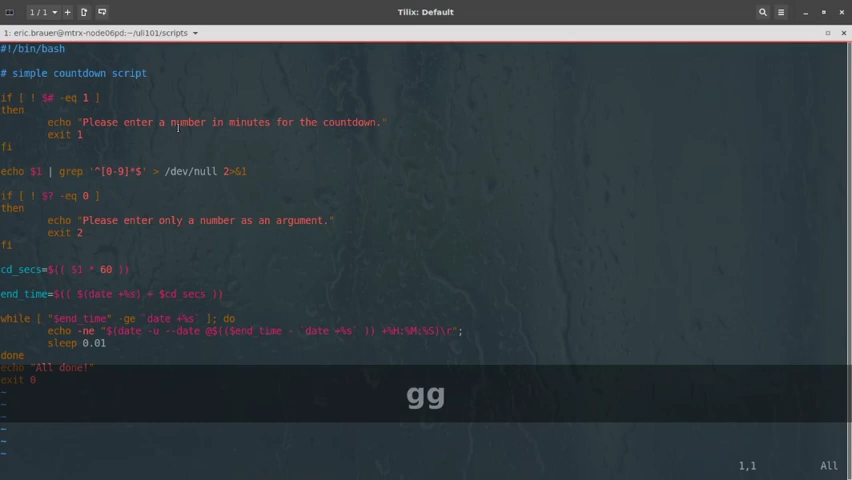 1 / 1
Tilix: Default
1: eric.brauer@mtrx-node06pd:~/uli101/scripts
#!/bin/bash
# simple countdown script
if [ ! $# -eq 1 ]
then
echo "Please enter a number in minutes for the countdown."
exit 1
fi
echo $1 | grep '^[0-9]*$' > /dev/null 2>&1
if [ ! $? -eq 0 ]
then
echo "Please enter only a number as an argument."
exit 2
fi
cd_secs=$(( $1 * 60 ))
end_time=$(( $(date +%s) + $cd_secs ))
while [ "$end_time" -ge `date +%s` ]; do
echo -ne "$(date -u --date @$(($end_time - `date +%s` )) +%H:%M:%S)\r";
sleep 0.01
done
echo "All done!"
exit 0
~
~
~
~
~
~
gg
1,1 All